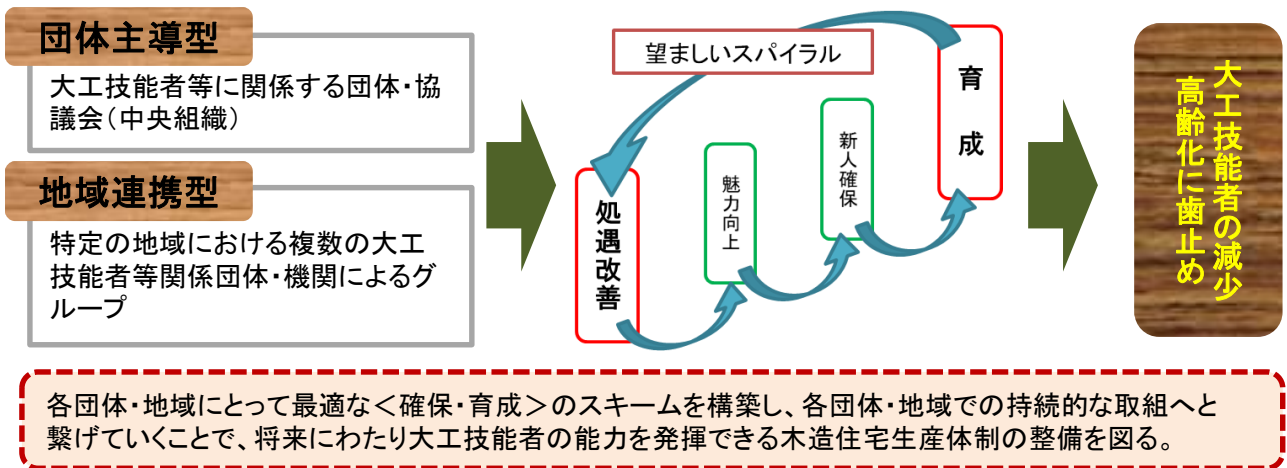 団体主導型
大工技能者等に関係する団体・協
議会(中央組織)
地域連携型
特定の地域における複数の大工
技能者等関係団体・機関によるグ
ループ
望ましいスパイラル
処遇改善
魅力向上
新人確保
育成
大工技能者の減少
高齢化に歯止め
各団体・地域にとって最適な<確保・育成>のスキームを構築し、各団体・地域での持続的な取組へと
繋げていくことで、将来にわたり大工技能者の能力を発揮できる木造住宅生産体制の整備を図る。